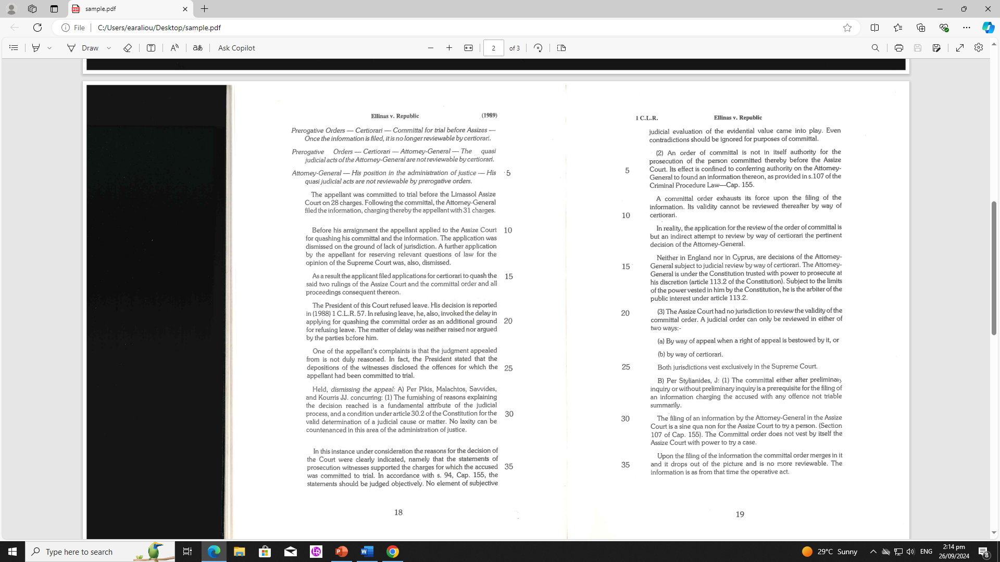 sample.pdf
File
C:/Users/earaliou/Desktop/sample.pdf
Draw
Ask Copilot
2
of 3
Ellinas v. Republic (1989)
Prerogative Orders — Certiorari — Committal for trial before Assizes —
Once the information is filed, it is no longer reviewable by certiorari.
Prerogative Orders — Certiorari — Attorney-General — The quasi
judicial acts of the Attorney-General are not reviewable by certiorari.
Attorney-General — His position in the administration of justice — His 5
quasi judicial acts are not reviewable by prerogative orders.
The appellant was committed to trial before the Limassol Assize
Court on 28 charges. Following the committal, the Attorney-General
filed the information, charging thereby the appellant with 31 charges.
Before his arraignment the appellant applied to the Assize Court 10
for quashing his committal and the information. The application was
dismissed on the ground of lack of jurisdiction. A further application
by the appellant for reserving relevant questions of law for the
opinion of the Supreme Court was, also, dismissed.
As a result the applicant filed applications for certiorari to quash the 15
said two rulings of the Assize Court and the committal order and all
proceedings consequent thereon.
The President of this Court refused leave. His decision is reported
in (1988) 1 C.L.R. 57. In refusing leave, he, also, invoked the delay in
applying for quashing the committal order as an additional ground 20
for refusing leave. The matter of delay was neither raised nor argued
by the parties before him.
One of the appellant's complaints is that the judgment appealed
from is not duly reasoned. In fact, the President stated that the
depositions of the witnesses disclosed the offences for which the 25
appellant had been committed to trial.
Held, dismissing the appeal: A) Per Pikis, Malachtos, Savvides,
and Kourris JJ. concurring: (1) The furnishing of reasons explaining
the decision reached is a fundamental attribute of the judicial
process, and a condition under article 30.2 of the Constitution for the 30
valid determination of a judicial cause or matter. No laxity can be
countenanced in this area of the administration of justice.
In this instance under consideration the reasons for the decision of
the Court were clearly indicated, namely that the statements of
prosecution witnesses supported the charges for which the accused 35
was committed to trial. In accordance with s. 94, Cap. 155, the
statements should be judged objectively. No element of subjective
18
1 C.L.R. Ellinas v. Republic
judicial evaluation of the evidential value came into play. Even
contradictions should be ignored for purposes of committal.
(2) An order of committal is not in itself authority for the
prosecution of the person committed thereby before the Assize
5 Court. Its effect is confined to conferring authority on the Attorney-
General to found an information thereon, as provided in s.107 of the
Criminal Procedure Law—Cap. 155.
A committal order exhausts its force upon the filing of the
information. Its validity cannot be reviewed thereafter by way of
10 certiorari.
In reality, the application for the review of the order of committal is
but an indirect attempt to review by way of certiorari the pertinent
decision of the Attorney-General.
Neither in England nor in Cyprus, are decisions of the Attorney-
15 General subject to judicial review by way of certiorari. The Attorney-
General is under the Constitution trusted with power to prosecute at
his discretion (article 113.2 of the Constitution). Subject to the limits
of the power vested in him by the Constitution, he is the arbiter of the
public interest under article 113.2.
20 (3) The Assize Court had no jurisdiction to review the validity of the
committal order. A judicial order can only be reviewed in either of
two ways:-
(a) By way of appeal when a right of appeal is bestowed by it, or
(b) by way of certiorari.
25 Both jurisdictions vest exclusively in the Supreme Court.
B) Per Stylianides, J: (1) The committal either after preliminary
inquiry or without preliminary inquiry is a prerequisite for the filing of
an information charging the accused with any offence not triable
summarily.
30 The filing of an information by the Attorney-General in the Assize
Court is a sine qua non for the Assize Court to try a person. (Section
107 of Cap. 155). The Committal order does not vest by itself the
Assize Court with power to try a case.
Upon the filing of the information the committal order merges in it
35 and it drops out of the picture and is no more reviewable. The
information is as from that time the operative act.
19
Type here to search
29°C Sunny
ENG
2:14 pm
26/09/2024
8